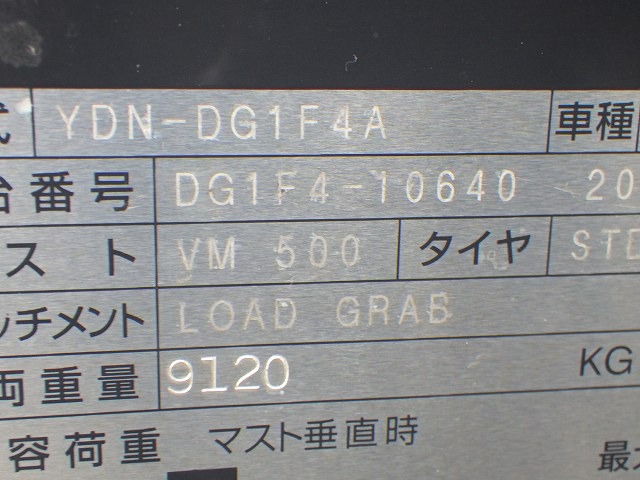 式 YDN-DG1F4A 車種
台番号 DG1F4-10640 20
スト VM 500 タイヤ STD
ッチメント LOAD GRAB
両重量 9120 KG
容荷重 マスト垂直時 最大